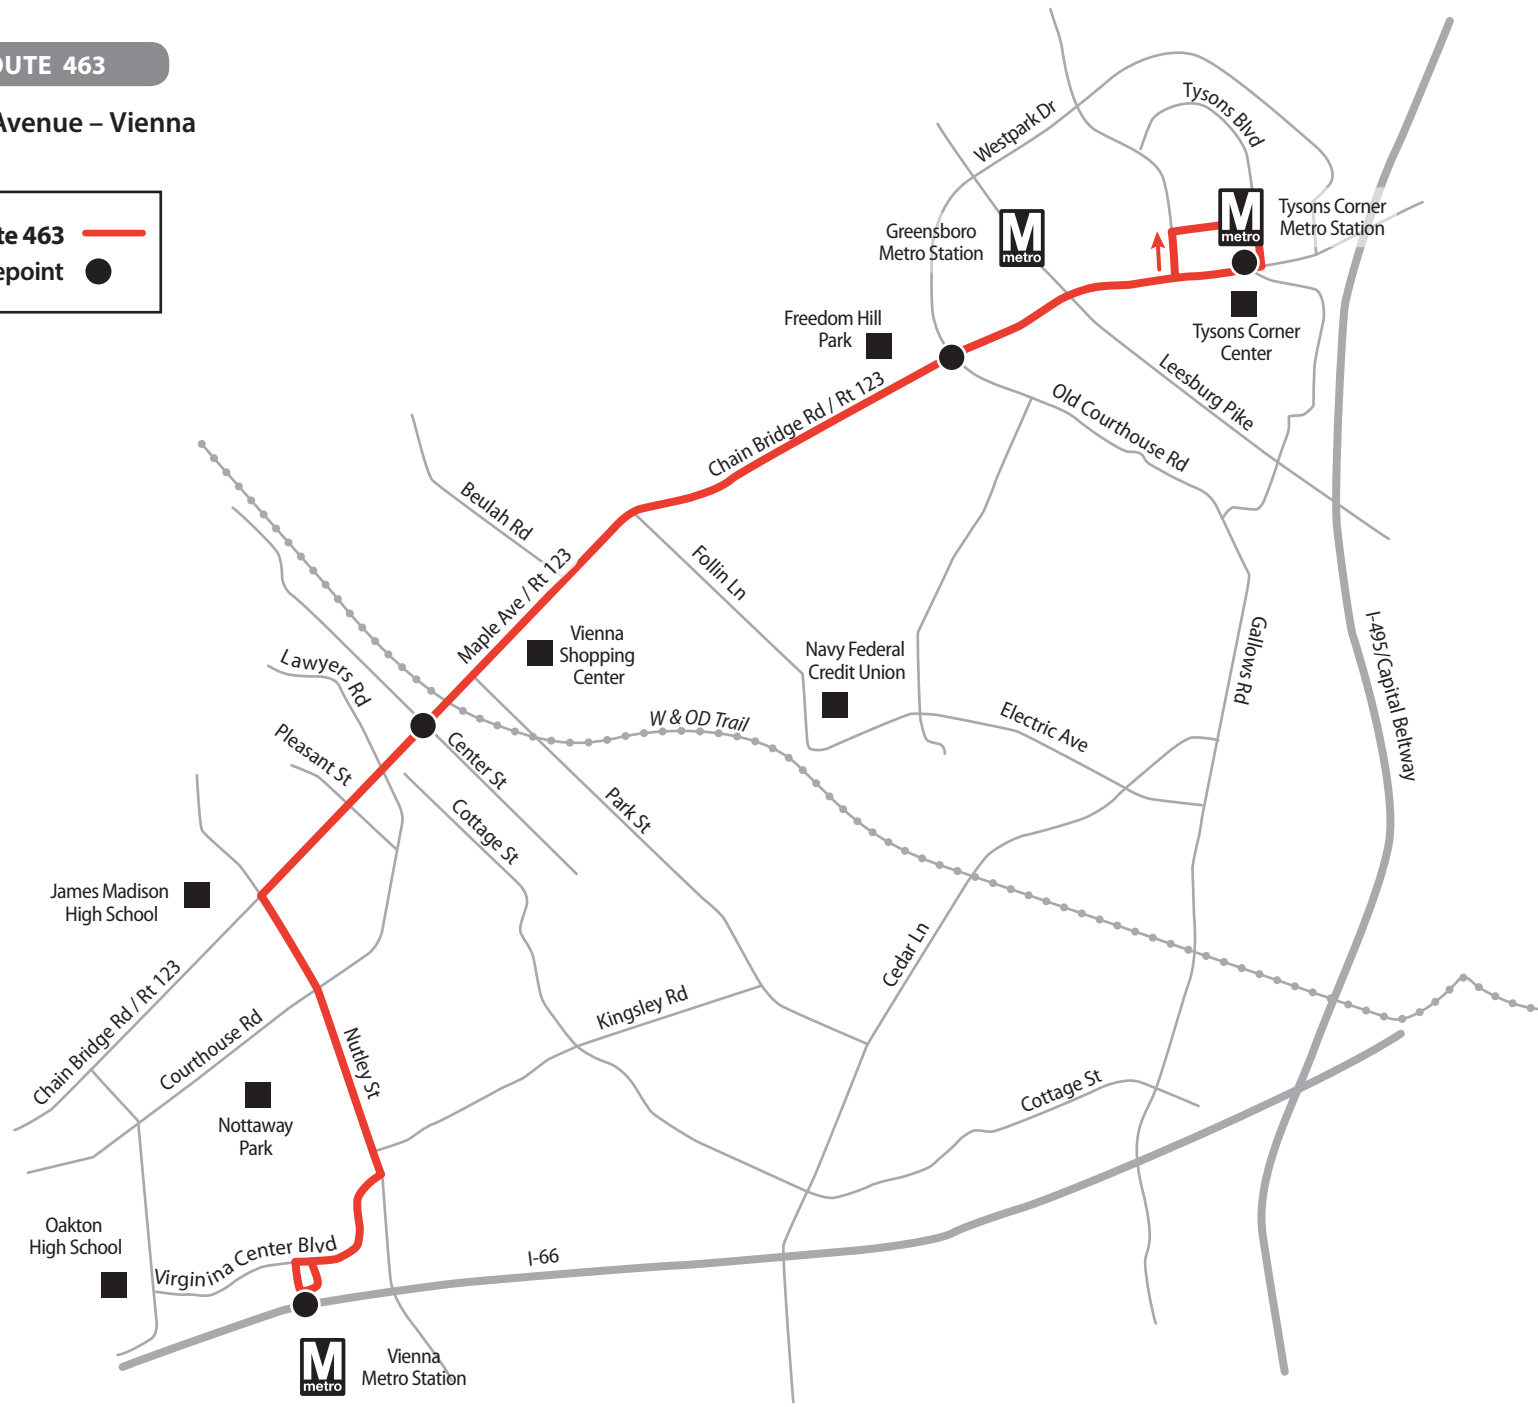 OUTE 463
Avenue – Vienna
te 463
epoint
Westpark Dr
Tysons Blvd
M
metro
Tysons Corner
Metro Station
Greensboro
Metro Station
M
metro
Freedom Hill
Park
Tysons Corner
Center
Chain Bridge Rd / Rt 123
Leesburg Pike
Old Courthouse Rd
Beulah Rd
Maple Ave / Rt 123
Follin Ln
Vienna
Shopping
Center
Navy Federal
Credit Union
Gallows Rd
I-495/Capital Beltway
Lawyers Rd
W & OD Trail
Electric Ave
Pleasant St
Center St
Cottage St
Park St
James Madison
High School
Cedar Ln
Chain Bridge Rd / Rt 123
Kingsley Rd
Courthouse Rd
Nutley St
Nottaway
Park
Cottage St
Oakton
High School
Virginina Center Blvd
I-66
M
metro
Vienna
Metro Station